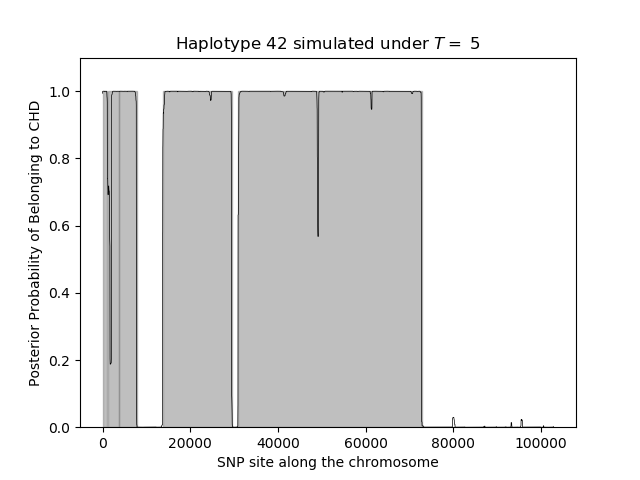 Haplotype 42 simulated under T = 5
Posterior Probability of Belonging to CHD
1.0
0.8
0.6
0.4
0.2
0.0
0 20000 40000 60000 80000 100000
SNP site along the chromosome